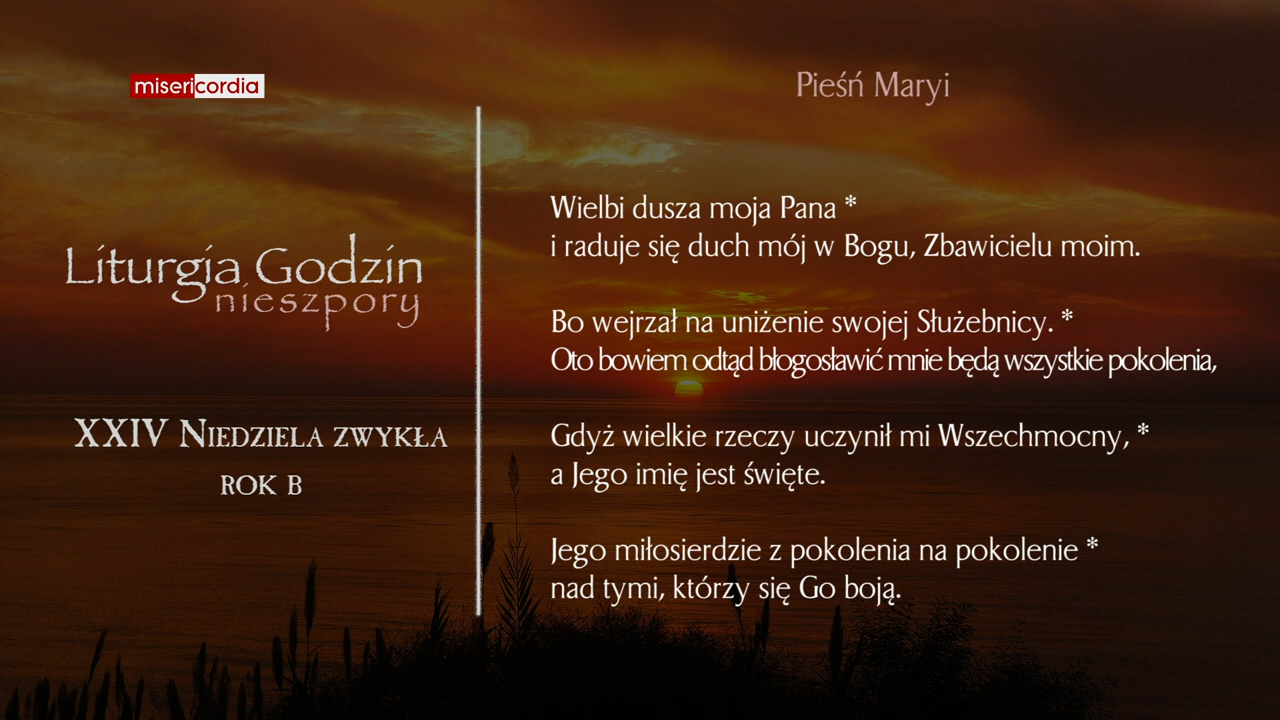 misericordia
Liturgia Godzin
nieszpory
XXIV Niedziela zwykła
rok B
Pieśń Maryi
Wielbi dusza moja Pana *
i raduje się duch mój w Bogu, Zbawicielu moim.
Bo wejrzał na uniżenie swojej Służebnicy. *
Oto bowiem odtąd błogosławić mnie będą wszystkie pokolenia,
Gdyż wielkie rzeczy uczynił mi Wszechmocny, *
a Jego imię jest święte.
Jego miłosierdzie z pokolenia na pokolenie *
nad tymi, którzy się Go boją.